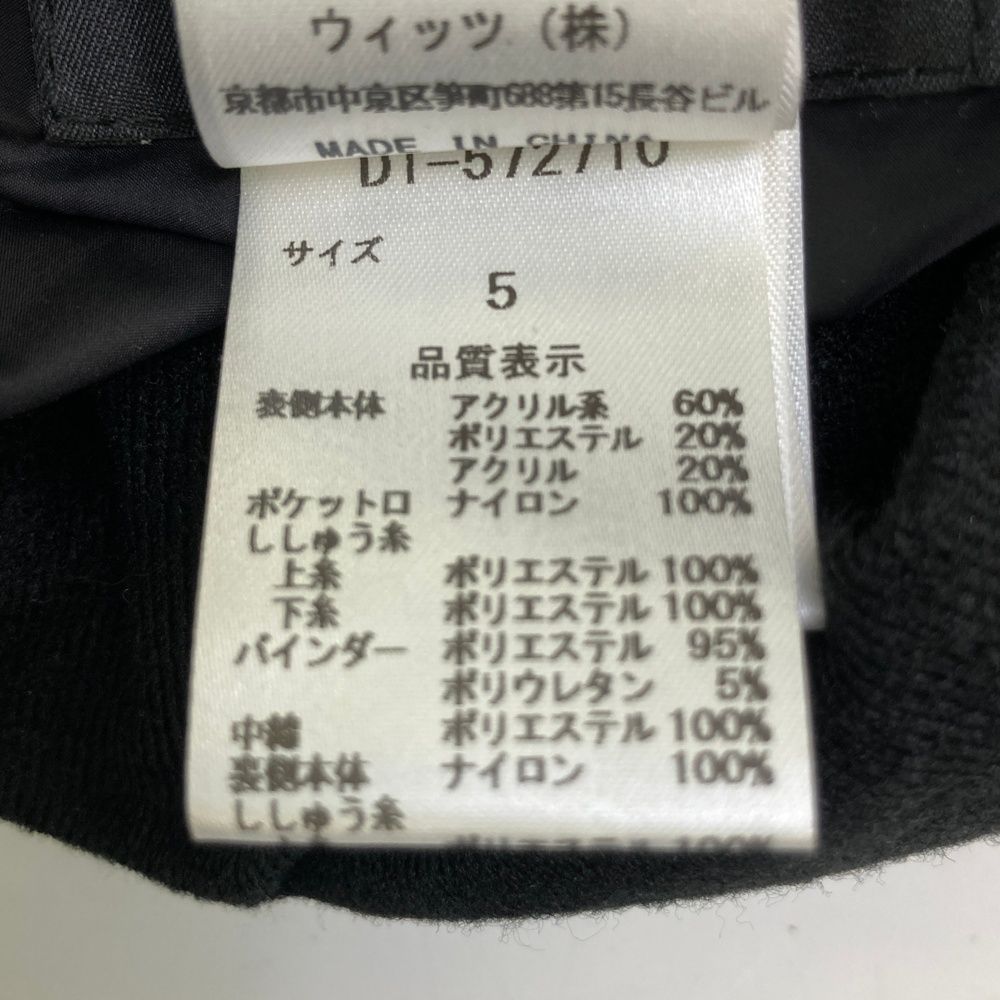 ウィッツ（株）
京都市中京区笋町688第15長谷ビル
MADE IN CHINA
DT-572710
サイズ
5
品質表示
表側本体 アクリル系 60%
ポリエステル 20%
アクリル 20%
ポケット口 ナイロン 100%
ししゅう糸
上糸 ポリエステル 100%
下糸 ポリエステル 100%
バインダー ポリエステル 95%
ポリウレタン 5%
中綿 ポリエステル 100%
裏側本体 ナイロン 100%
ししゅう糸